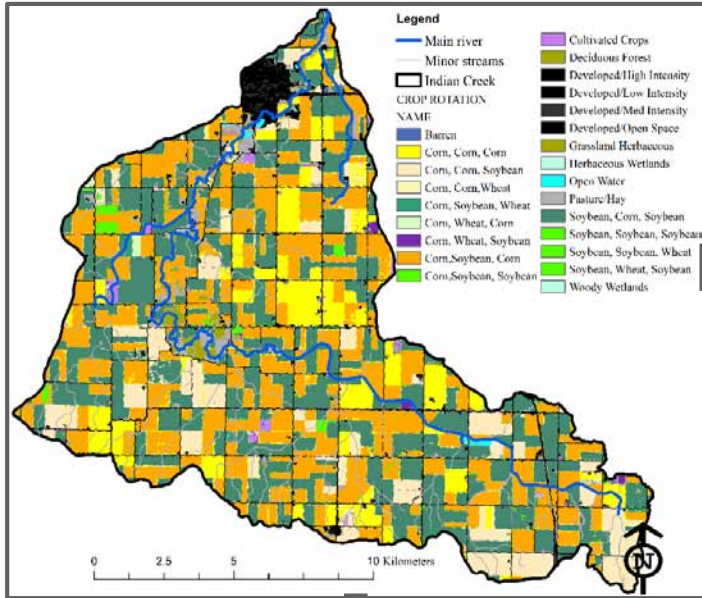 Legend
Main river
Minor streams
Indian Creek
CROP ROTATION
NAME
Barren
Corn, Corn, Corn
Corn, Corn, Soybean
Corn, Corn,Wheat
Corn, Soybean, Wheat
Corn, Wheat, Corn
Corn, Wheat, Soybean
Corn,Soybean, Corn
Corn,Soybean, Soybean
Cultivated Crops
Deciduous Forest
Developed/High Intensity
Developed/Low Intensity
Developed/Med Intensity
Developed/Open Space
Grassland Herbaceous
Herbaceous Wetlands
Open Water
Pasture/Hay
Soybean, Corn, Soybean
Soybean, Soybean, Soybean
Soybean, Soybean, Wheat
Soybean, Wheat, Soybean
Woody Wetlands
0 2.5 5 10 Kilometers
N